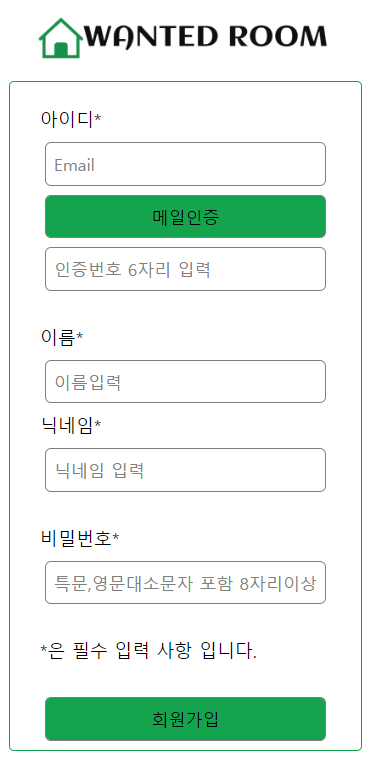 WANTED ROOM
아이디*
Email
메일인증
인증번호 6자리 입력
이름*
이름입력
닉네임*
닉네임 입력
비밀번호*
특문,영문대소문자 포함 8자리이상
*은 필수 입력 사항 입니다.
회원가입